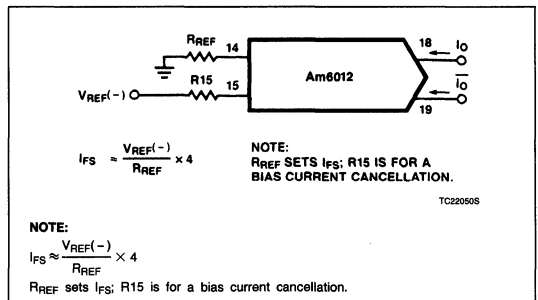 RREF 14
R15 15
VREF(−)
Am6012
18 IO
IO
19
IFS = VREF(−) / RREF × 4
NOTE:
RREF SETS IFS; R15 IS FOR A
BIAS CURRENT CANCELLATION.
TC22050S
NOTE:
IFS ≈ VREF(−) / RREF × 4
RREF sets IFS; R15 is for a bias current cancellation.